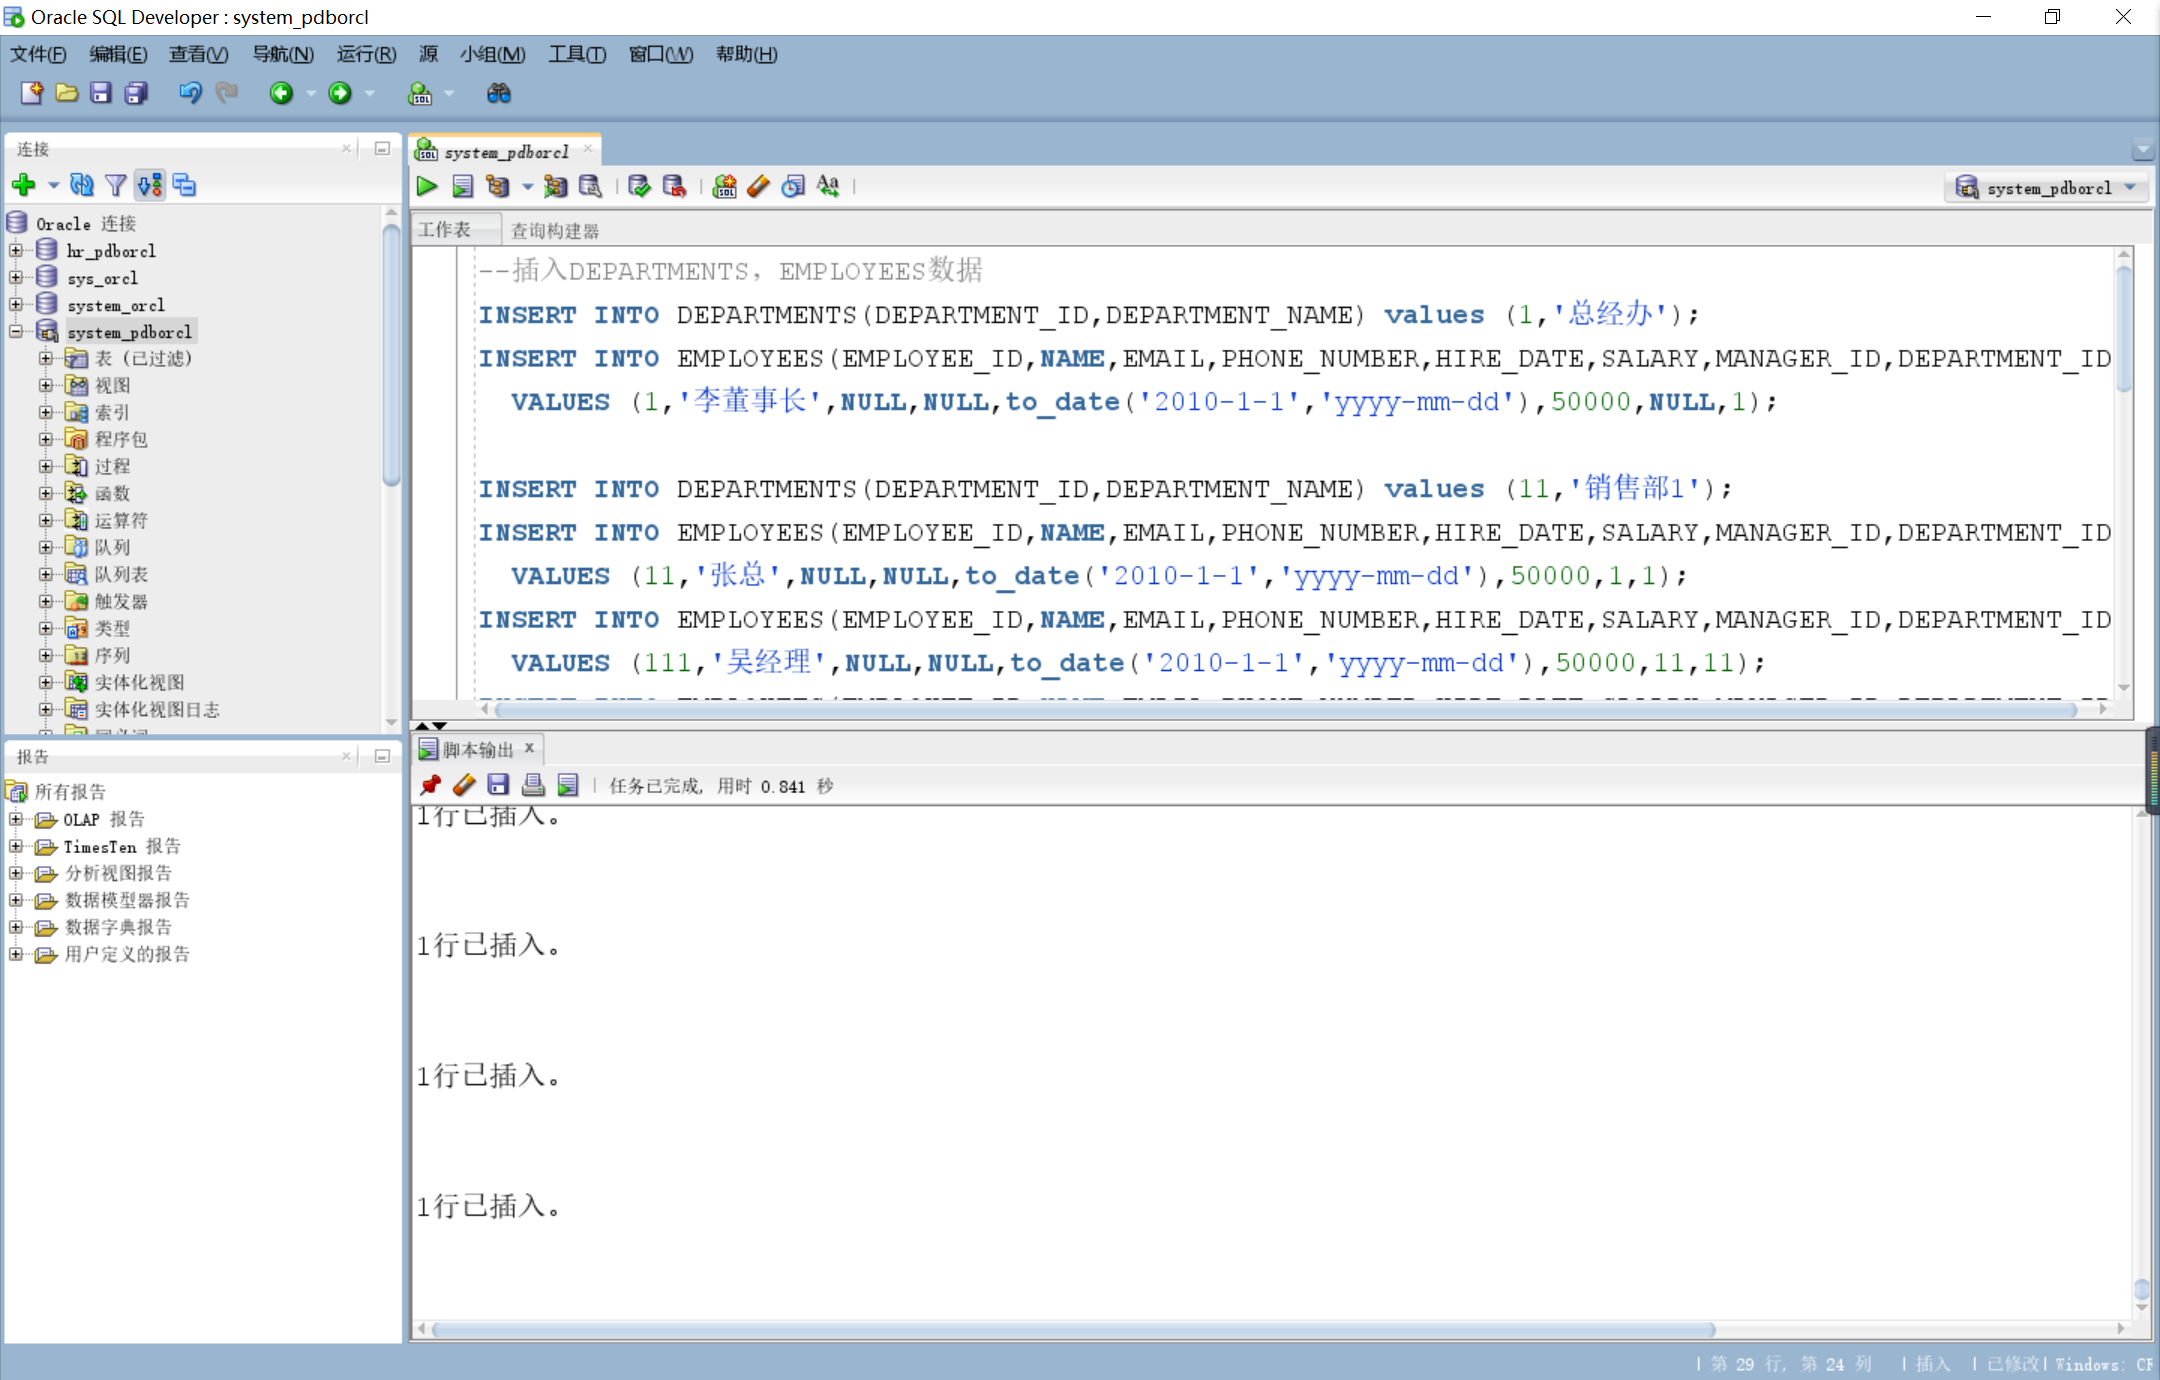 Oracle SQL Developer : system_pdborcl
文件(F) 编辑(E) 查看(V) 导航(N) 运行(R) 源 小组(M) 工具(T) 窗口(W) 帮助(H)
连接
Oracle 连接
hr_pdborcl
sys_orcl
system_orcl
system_pdborcl
表 (已过滤)
视图
索引
程序包
过程
函数
运算符
队列
队列表
触发器
类型
序列
实体化视图
实体化视图日志
报告
所有报告
OLAP 报告
TimesTen 报告
分析视图报告
数据模型器报告
数据字典报告
用户定义的报告
system_pdborcl
system_pdborcl
工作表 查询构建器
--插入DEPARTMENTS, EMPLOYEES数据
INSERT INTO DEPARTMENTS(DEPARTMENT_ID,DEPARTMENT_NAME) values (1,'总经办');
INSERT INTO EMPLOYEES(EMPLOYEE_ID,NAME,EMAIL,PHONE_NUMBER,HIRE_DATE,SALARY,MANAGER_ID,DEPARTMENT_ID
VALUES (1,'李董事长',NULL,NULL,to_date('2010-1-1','yyyy-mm-dd'),50000,NULL,1);
INSERT INTO DEPARTMENTS(DEPARTMENT_ID,DEPARTMENT_NAME) values (11,'销售部1');
INSERT INTO EMPLOYEES(EMPLOYEE_ID,NAME,EMAIL,PHONE_NUMBER,HIRE_DATE,SALARY,MANAGER_ID,DEPARTMENT_ID
VALUES (11,'张总',NULL,NULL,to_date('2010-1-1','yyyy-mm-dd'),50000,1,1);
INSERT INTO EMPLOYEES(EMPLOYEE_ID,NAME,EMAIL,PHONE_NUMBER,HIRE_DATE,SALARY,MANAGER_ID,DEPARTMENT_ID
VALUES (111,'吴经理',NULL,NULL,to_date('2010-1-1','yyyy-mm-dd'),50000,11,11);
脚本输出
任务已完成, 用时 0.841 秒
1行已插入。
1行已插入。
1行已插入。
1行已插入。
第 29 行, 第 24 列 | 插入 | 已修改| Windows: